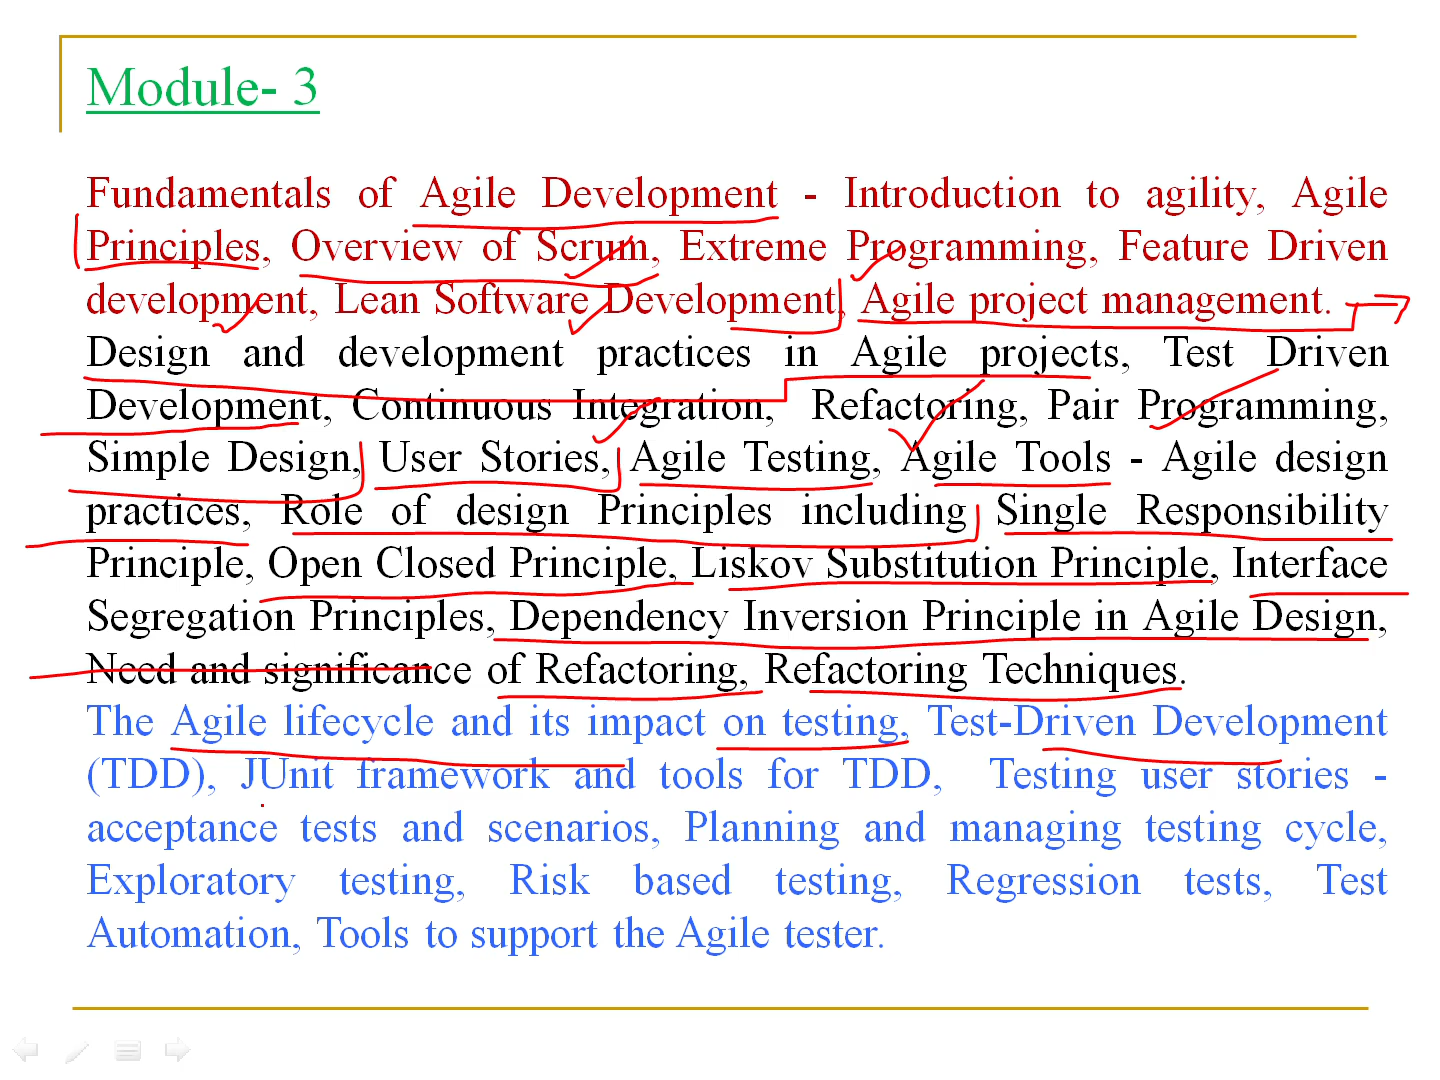 Module- 3
Fundamentals of Agile Development - Introduction to agility, Agile
Principles, Overview of Scrum, Extreme Programming, Feature Driven
development, Lean Software Development, Agile project management.
Design and development practices in Agile projects, Test Driven
Development, Continuous Integration, Refactoring, Pair Programming,
Simple Design, User Stories, Agile Testing, Agile Tools - Agile design
practices, Role of design Principles including Single Responsibility
Principle, Open Closed Principle, Liskov Substitution Principle, Interface
Segregation Principles, Dependency Inversion Principle in Agile Design,
Need and significance of Refactoring, Refactoring Techniques.
The Agile lifecycle and its impact on testing, Test-Driven Development
(TDD), JUnit framework and tools for TDD, Testing user stories -
acceptance tests and scenarios, Planning and managing testing cycle,
Exploratory testing, Risk based testing, Regression tests, Test
Automation, Tools to support the Agile tester.